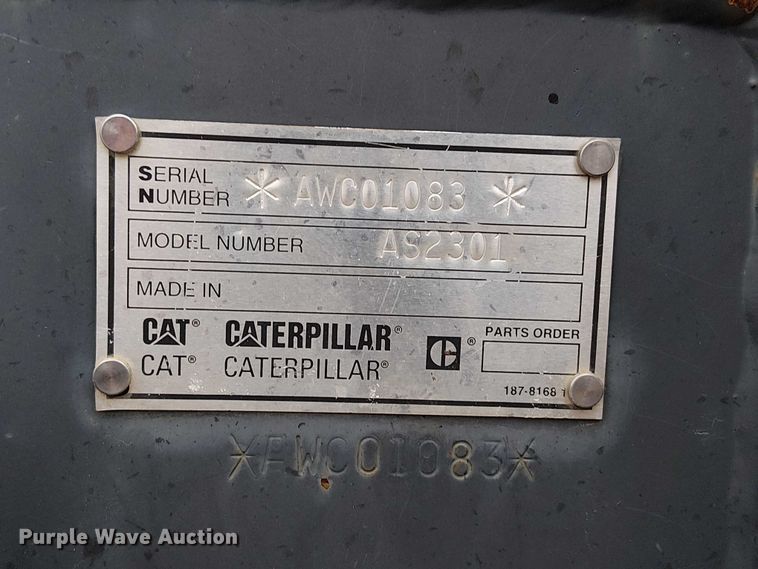 SERIAL
NUMBER * AWC01083 *
MODEL NUMBER AS2301
MADE IN
CAT® CATERPILLAR® C®
CAT® CATERPILLAR®
PARTS ORDER
187-8168 1
*AWC01083*
Purple Wave Auction®